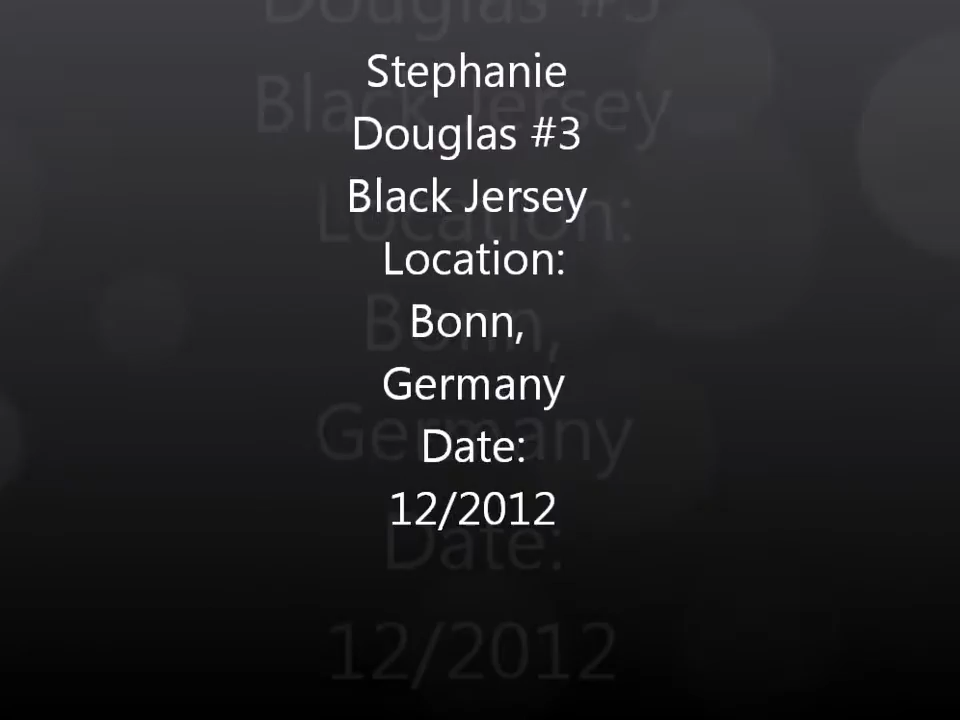 Stephanie
Douglas #3
Black Jersey
Location:
Bonn,
Germany
Date:
12/2012